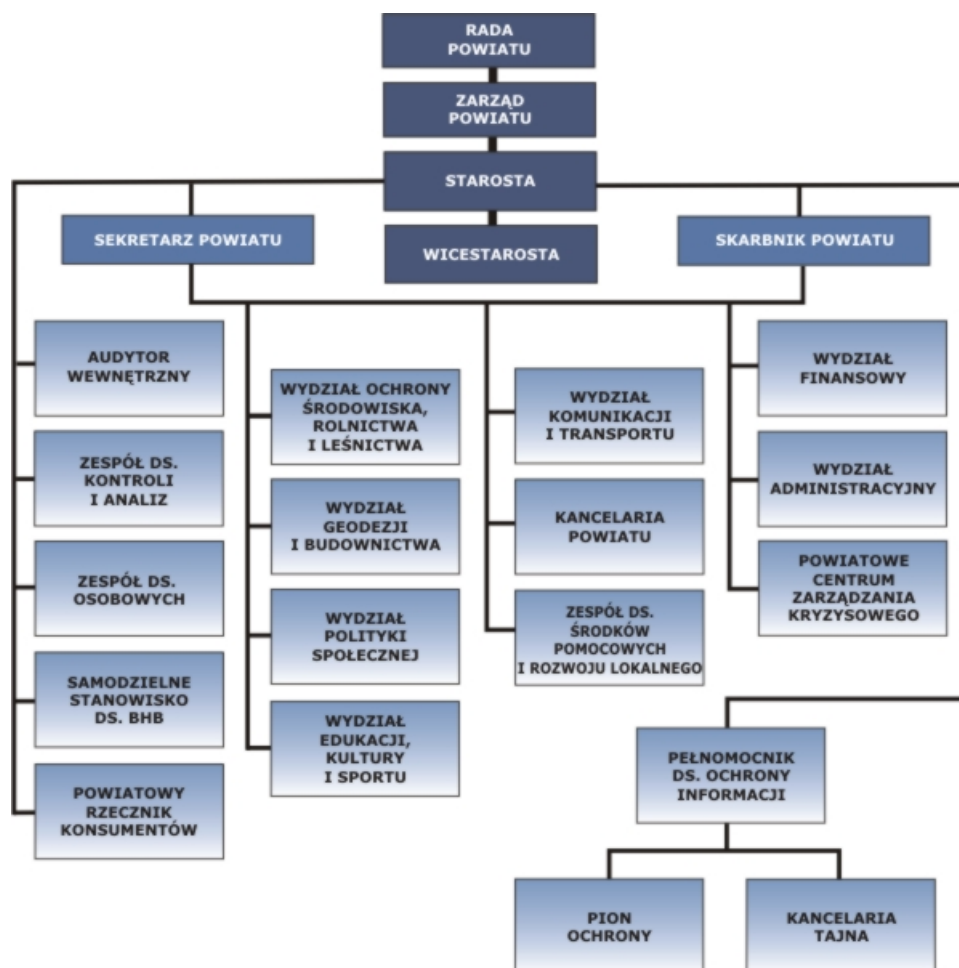 RADA
POWIATU
ZARZĄD
POWIATU
STAROSTA
SEKRETARZ POWIATU
SKARBNIK POWIATU
WICESTAROSTA
AUDYTOR
WEWNĘTRZNY
ZESPÓŁ DS.
KONTROLI
I ANALIZ
ZESPÓŁ DS.
OSOBOWYCH
SAMODZIELNE
STANOWISKO
DS. BHB
POWIATOWY
RZECZNIK
KONSUMENTÓW
WYDZIAŁ OCHRONY
ŚRODOWISKA,
ROLNICTWA
I LEŚNICTWA
WYDZIAŁ
GEODEZJI
I BUDOWNICTWA
WYDZIAŁ
POLITYKI
SPOŁECZNEJ
WYDZIAŁ
EDUKACJI,
KULTURY
I SPORTU
WYDZIAŁ
KOMUNIKACJI
I TRANSPORTU
KANCELARIA
POWIATU
ZESPÓŁ DS.
ŚRODKÓW
POMOCOWYCH
I ROZWOJU LOKALNEGO
WYDZIAŁ
FINANSOWY
WYDZIAŁ
ADMINISTRACYJNY
POWIATOWE
CENTRUM
ZARZĄDZANIA
KRYZYSOWEGO
PEŁNOMOCNIK
DS. OCHRONY
INFORMACJI
PION
OCHRONY
KANCELARIA
TAJNA